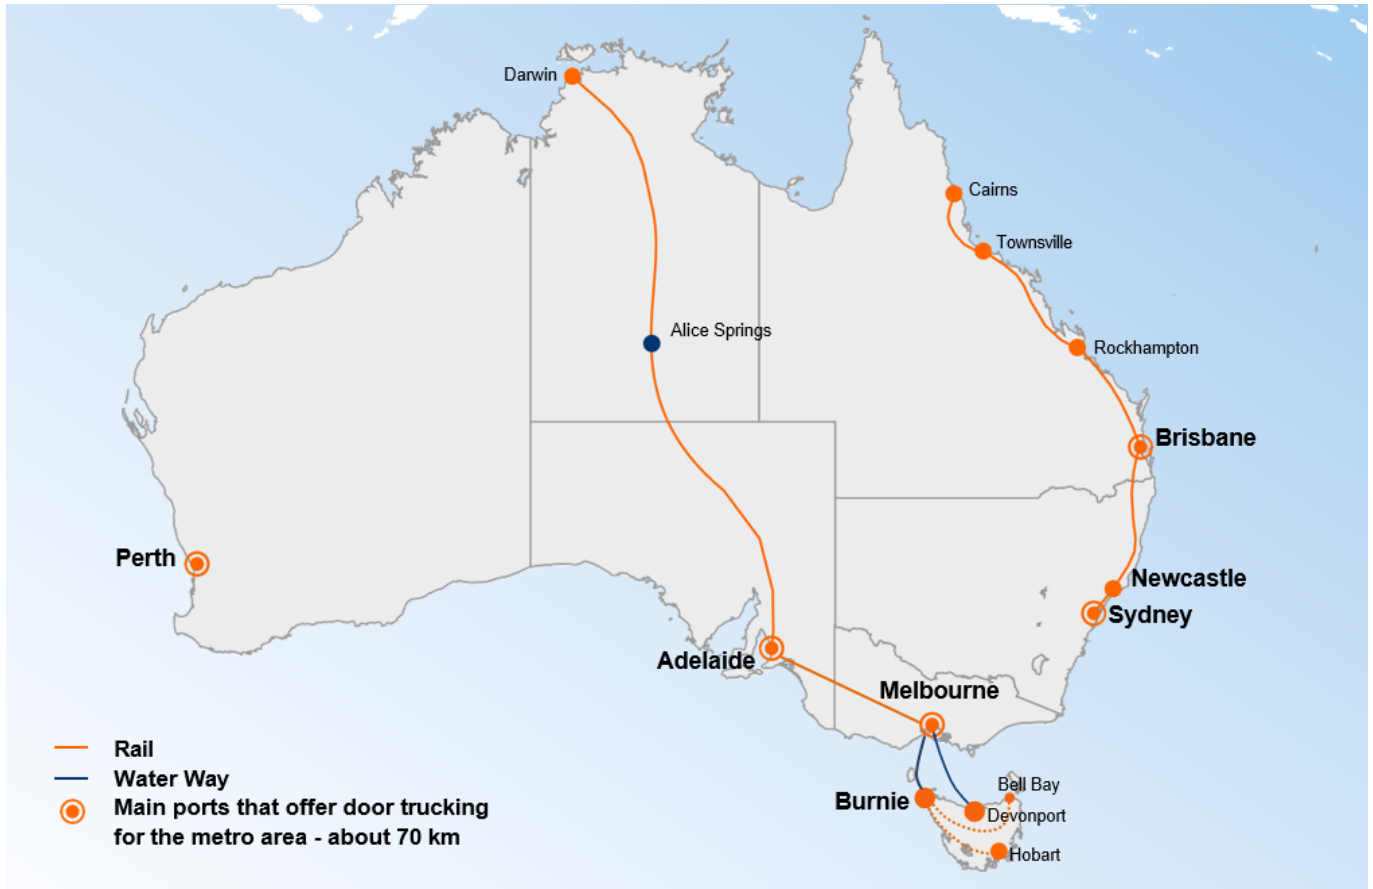 Darwin
Cairns
Townsville
Alice Springs
Rockhampton
Brisbane
Perth
Newcastle
Sydney
Adelaide
Melbourne
Rail
Water Way
Bell Bay
Burnie
Main ports that offer door trucking
Devonport
for the metro area - about 70 km
Hobart